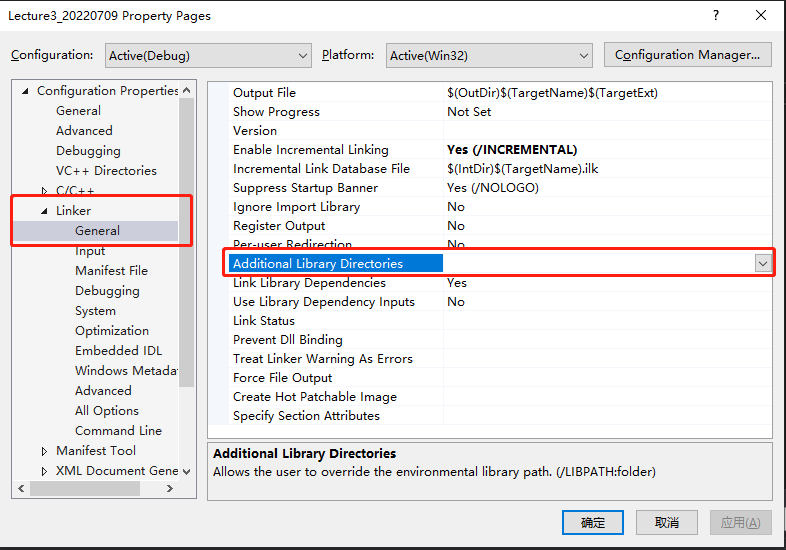 Lecture3_20220709 Property Pages
Configuration: Active(Debug) Platform: Active(Win32) Configuration Manager...
Configuration Properties
General
Advanced
Debugging
VC++ Directories
C/C++
Linker
General
Input
Manifest File
Debugging
System
Optimization
Embedded IDL
Windows Metada
Advanced
All Options
Command Line
Manifest Tool
XML Document Gene
Output File $(OutDir)$(TargetName)$(TargetExt)
Show Progress Not Set
Version
Enable Incremental Linking Yes (/INCREMENTAL)
Incremental Link Database File $(IntDir)$(TargetName).ilk
Suppress Startup Banner Yes (/NOLOGO)
Ignore Import Library No
Register Output No
Per-user Redirection No
Additional Library Directories
Link Library Dependencies Yes
Use Library Dependency Inputs No
Link Status
Prevent Dll Binding
Treat Linker Warning As Errors
Force File Output
Create Hot Patchable Image
Specify Section Attributes
Additional Library Directories
Allows the user to override the environmental library path. (/LIBPATH:folder)
确定 取消 应用(A)